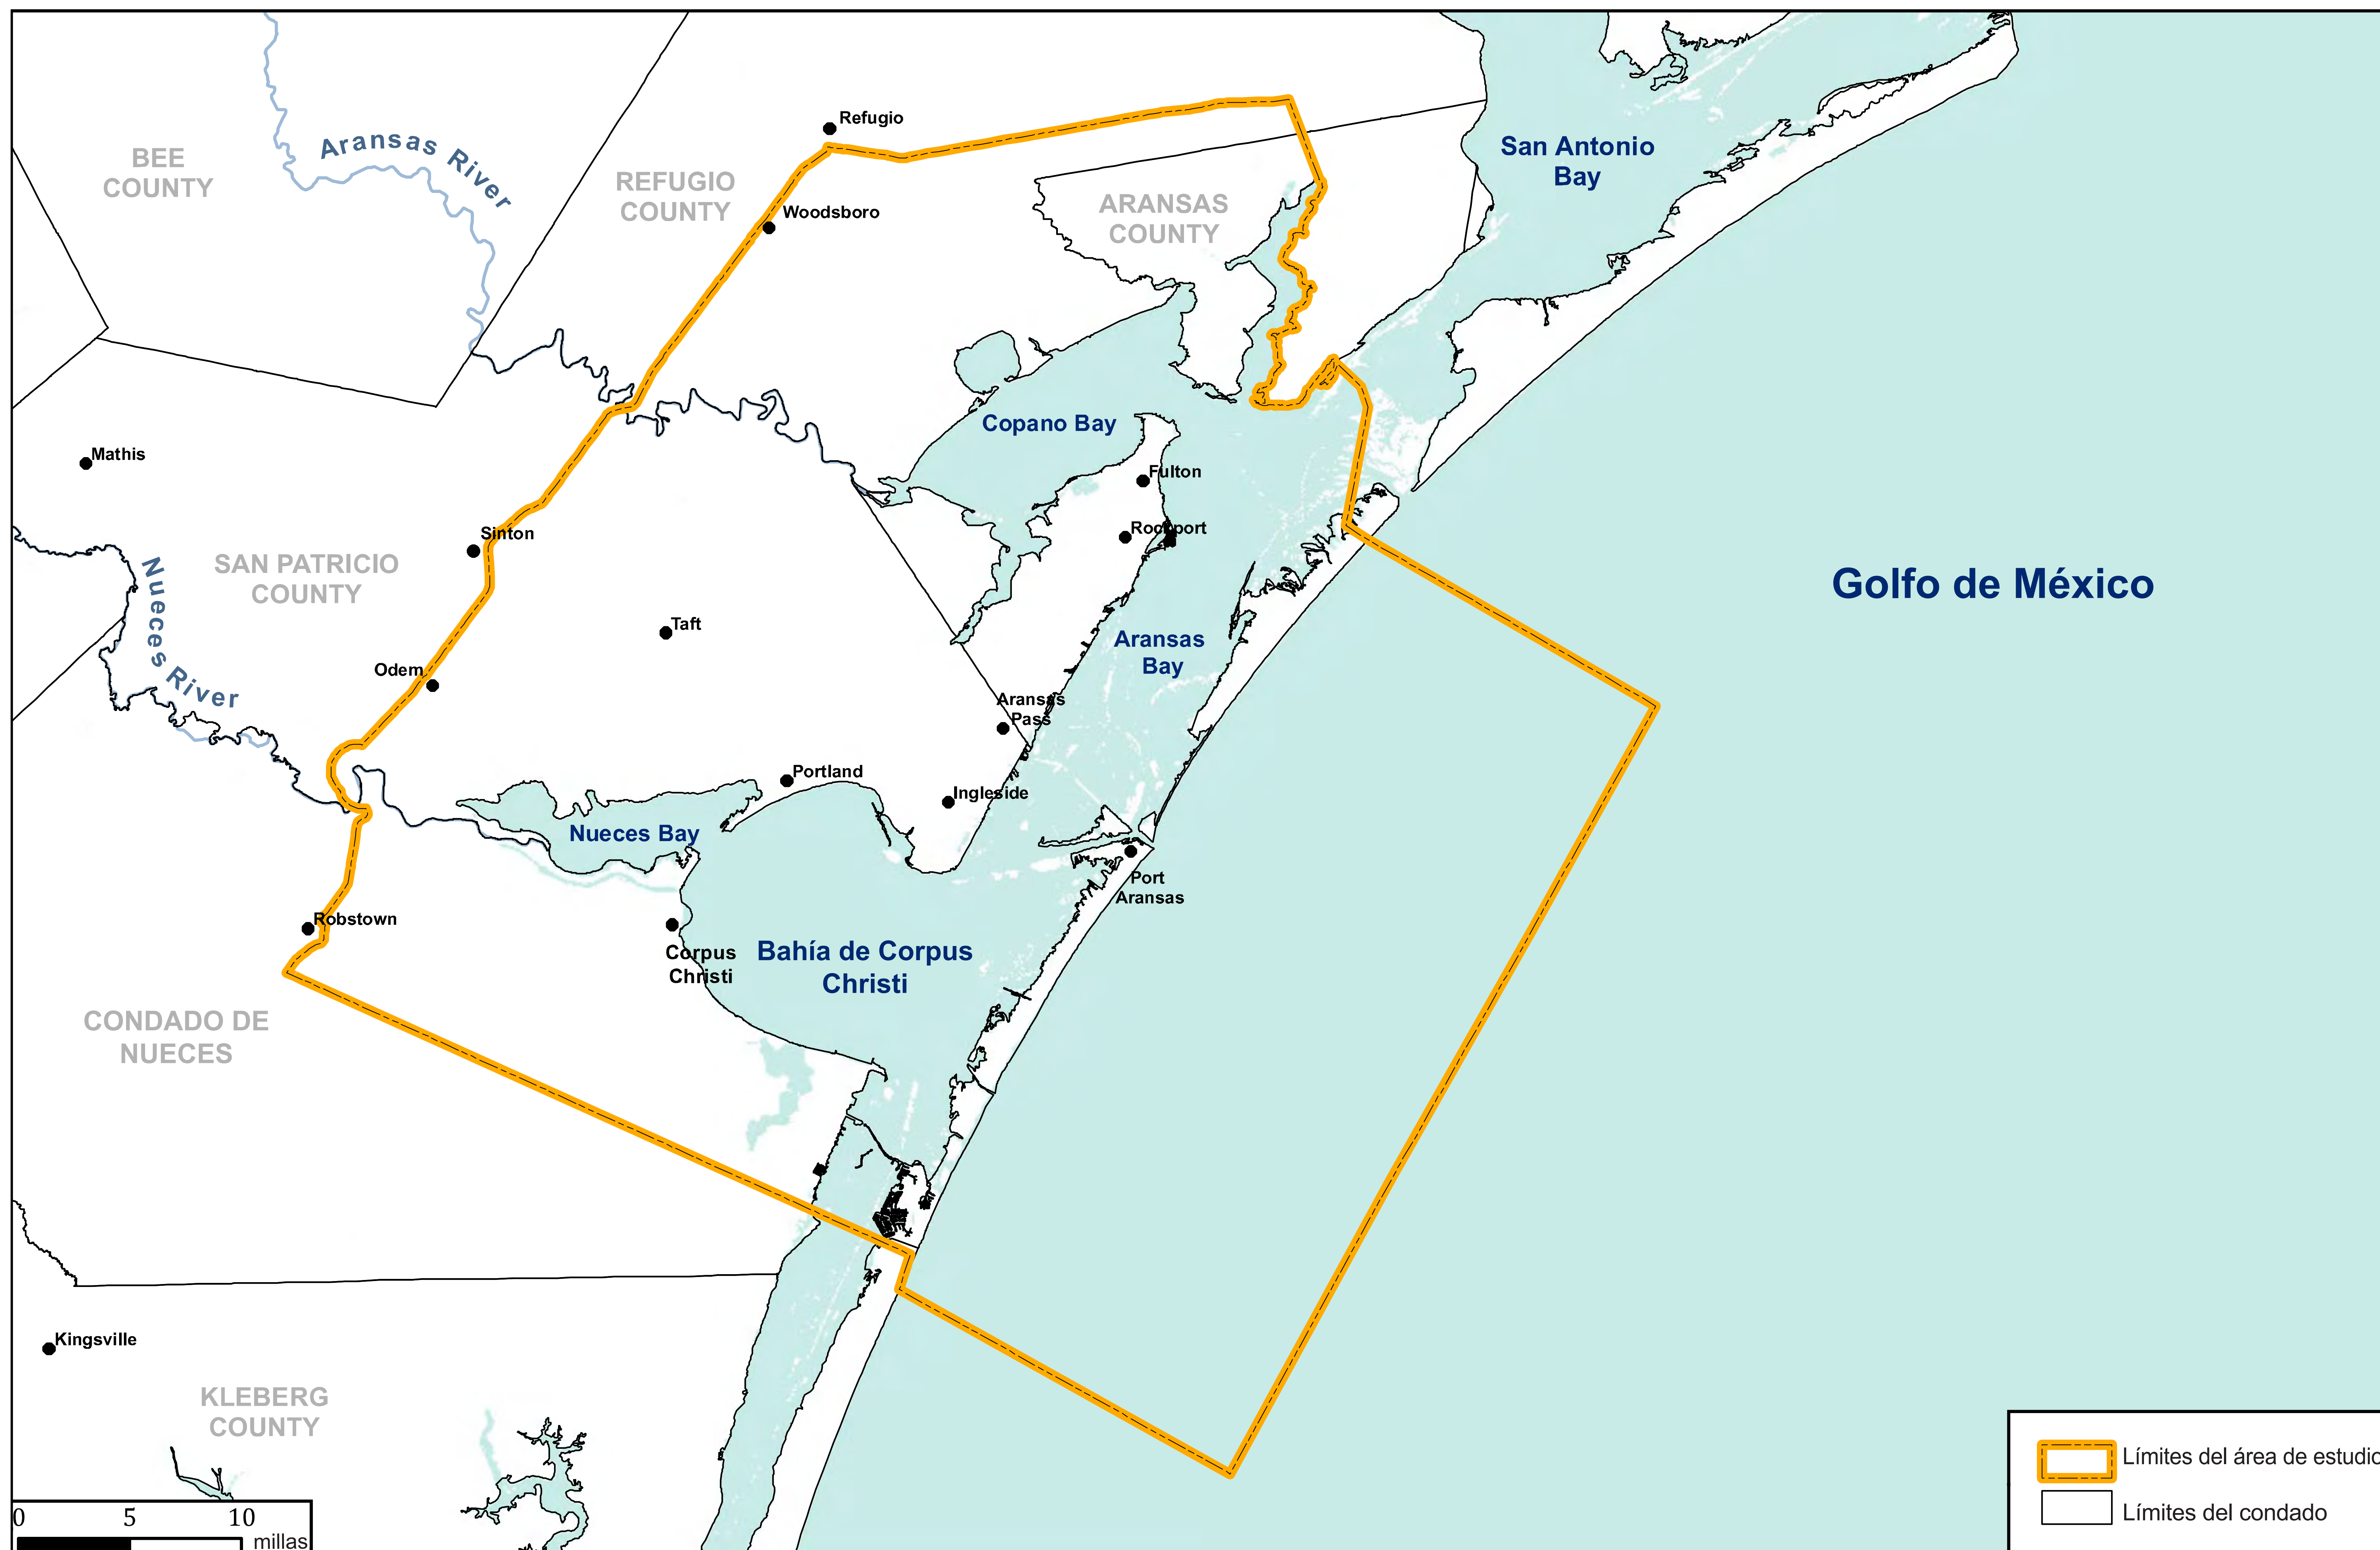 Refugio
Aransas River
BEE
COUNTY
San Antonio
Bay
REFUGIO
COUNTY
Woodsboro
ARANSAS
COUNTY
Copano Bay
Mathis
Fulton
Sinton
Rockport
SAN PATRICIO
COUNTY
Nueces River
Golfo de México
Taft
Aransas
Bay
Odem
Aransas
Pass
Portland
Ingleside
Nueces Bay
Port
Aransas
Robstown
Corpus
Christi
Bahía de Corpus
Christi
CONDADO DE
NUECES
Kingsville
KLEBERG
COUNTY
Límites del área de estudio
Límites del condado
0 5 10
millas